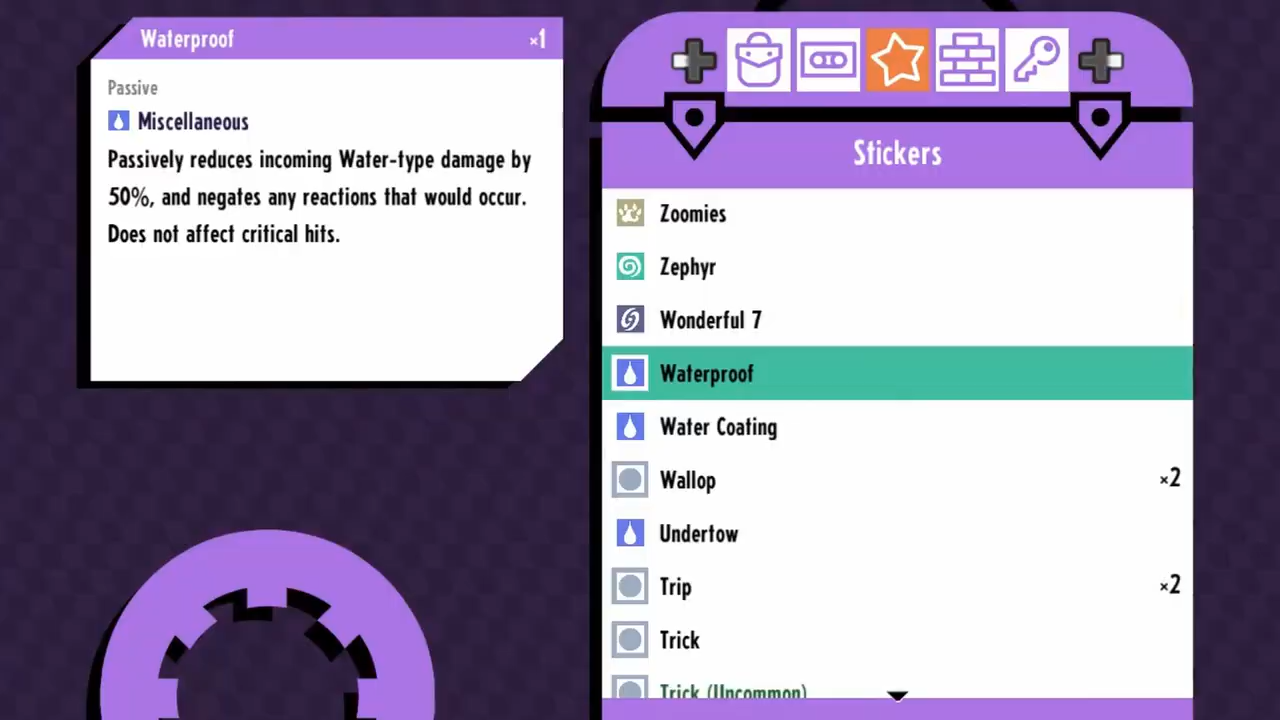 Waterproof ×1
Passive
Miscellaneous
Passively reduces incoming Water-type damage by
50%, and negates any reactions that would occur.
Does not affect critical hits.
Stickers
Zoomies
Zephyr
Wonderful 7
Waterproof
Water Coating
Wallop ×2
Undertow
Trip ×2
Trick
Trick (Uncommon)